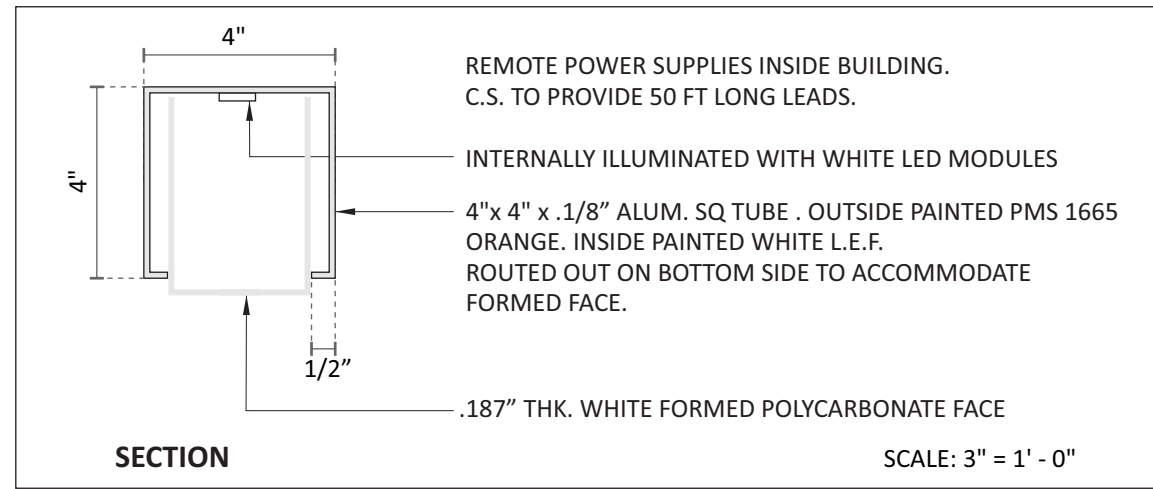 4"
REMOTE POWER SUPPLIES INSIDE BUILDING.
C.S. TO PROVIDE 50 FT LONG LEADS.
INTERNALLY ILLUMINATED WITH WHITE LED MODULES
4"
4"x 4" x .1/8” ALUM. SQ TUBE . OUTSIDE PAINTED PMS 1665
ORANGE. INSIDE PAINTED WHITE L.E.F.
ROUTED OUT ON BOTTOM SIDE TO ACCOMMODATE
FORMED FACE.
1/2”
.187” THK. WHITE FORMED POLYCARBONATE FACE
SECTION
SCALE: 3" = 1' - 0"